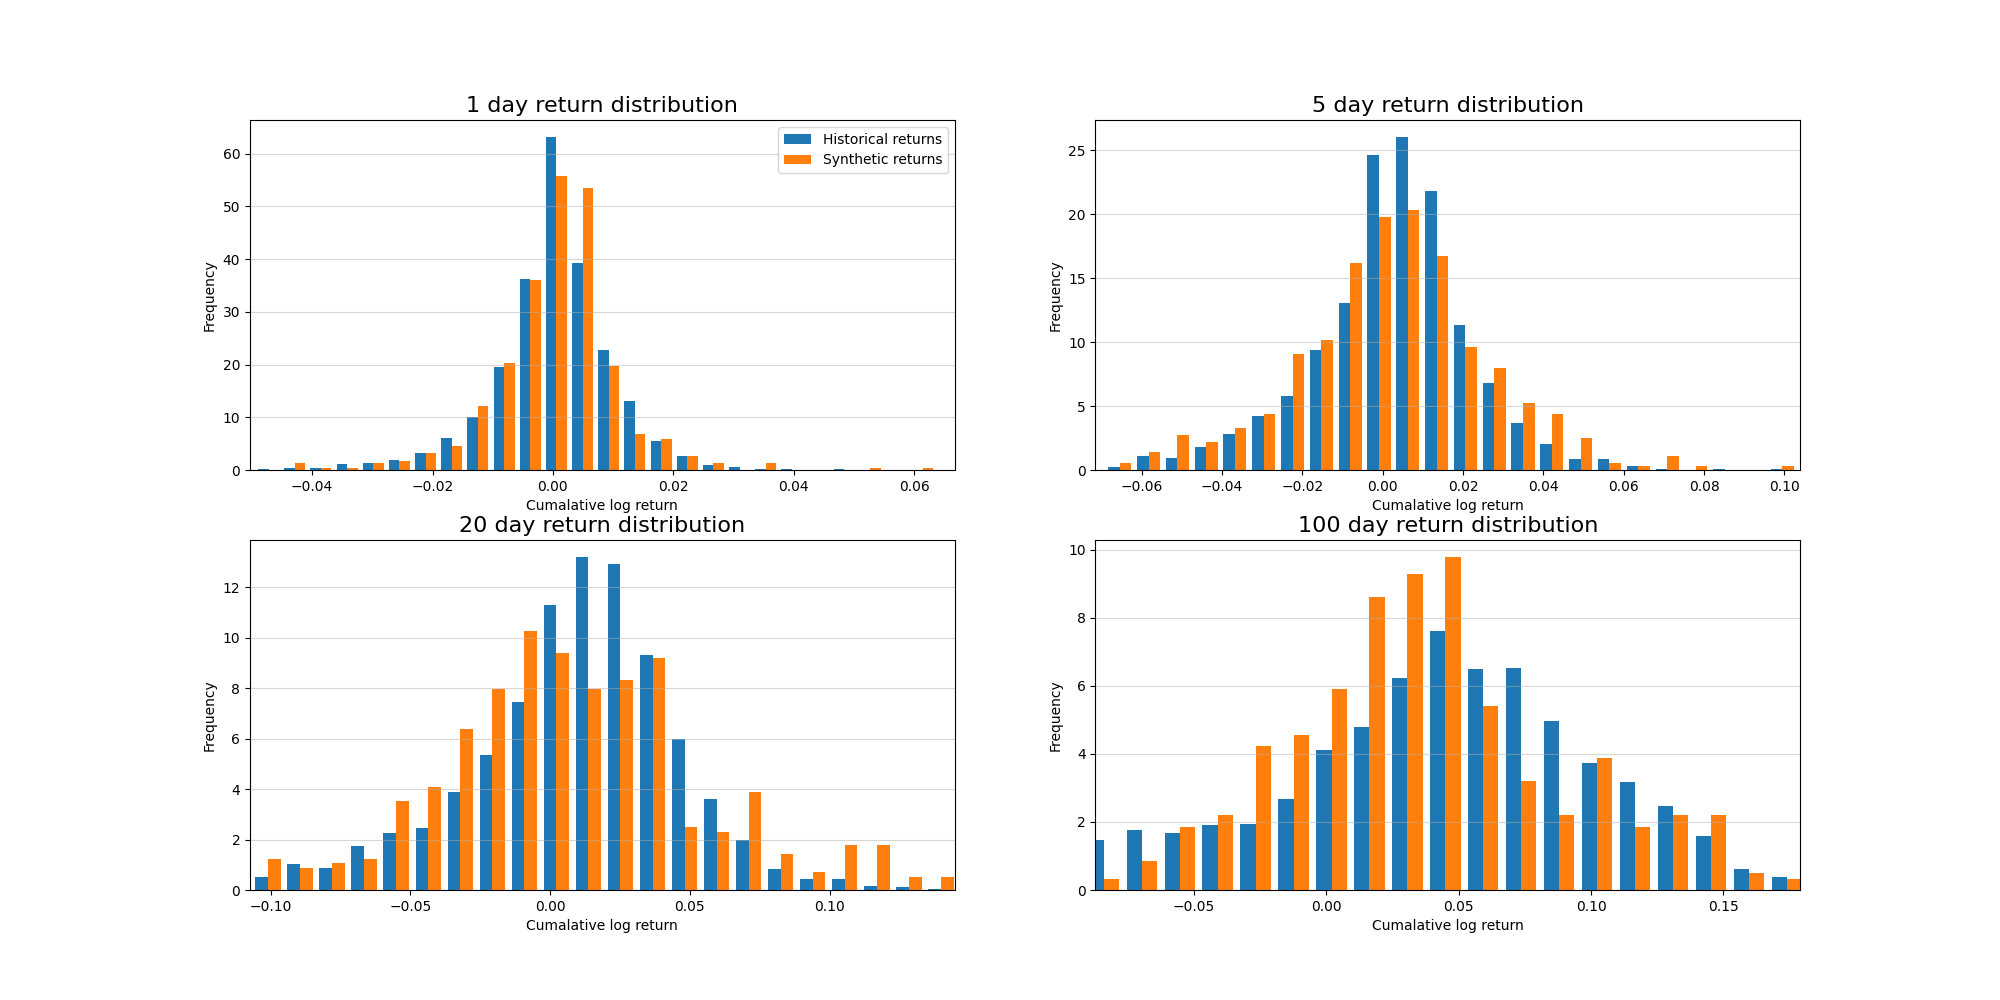 1 day return distribution
Historical returns
Synthetic returns
Frequency
60
50
40
30
20
10
0
−0.04 −0.02 0.00 0.02 0.04 0.06
Cumalative log return
5 day return distribution
Frequency
25
20
15
10
5
0
−0.06 −0.04 −0.02 0.00 0.02 0.04 0.06 0.08 0.10
Cumalative log return
20 day return distribution
Frequency
12
10
8
6
4
2
0
−0.10 −0.05 0.00 0.05 0.10
Cumalative log return
100 day return distribution
Frequency
10
8
6
4
2
0
−0.05 0.00 0.05 0.10 0.15
Cumalative log return